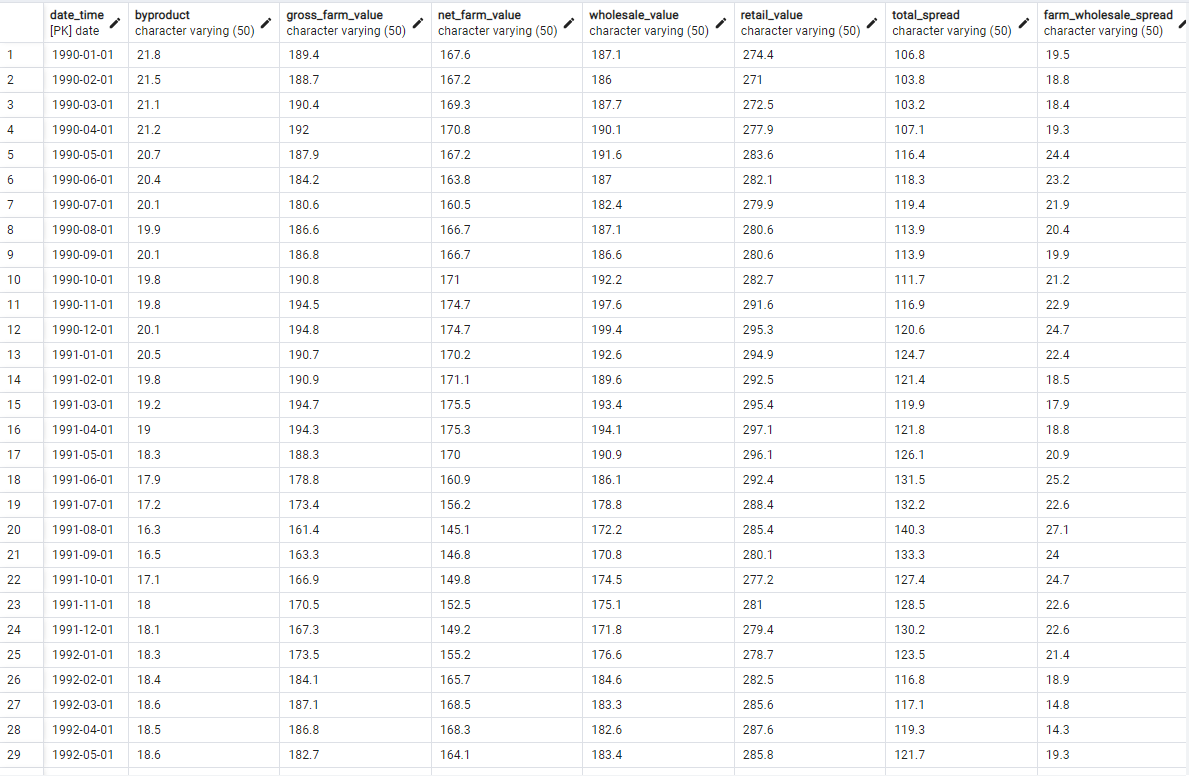 date_time byproduct gross_farm_value net_farm_value wholesale_value retail_value total_spread farm_wholesale_spread
[PK] date character varying (50) character varying (50) character varying (50) character varying (50) character varying (50) character varying (50) character varying (50)
1 1990-01-01 21.8 189.4 167.6 187.1 274.4 106.8 19.5
2 1990-02-01 21.5 188.7 167.2 186 271 103.8 18.8
3 1990-03-01 21.1 190.4 169.3 187.7 272.5 103.2 18.4
4 1990-04-01 21.2 192 170.8 190.1 277.9 107.1 19.3
5 1990-05-01 20.7 187.9 167.2 191.6 283.6 116.4 24.4
6 1990-06-01 20.4 184.2 163.8 187 282.1 118.3 23.2
7 1990-07-01 20.1 180.6 160.5 182.4 279.9 119.4 21.9
8 1990-08-01 19.9 186.6 166.7 187.1 280.6 113.9 20.4
9 1990-09-01 20.1 186.8 166.7 186.6 280.6 113.9 19.9
10 1990-10-01 19.8 190.8 171 192.2 282.7 111.7 21.2
11 1990-11-01 19.8 194.5 174.7 197.6 291.6 116.9 22.9
12 1990-12-01 20.1 194.8 174.7 199.4 295.3 120.6 24.7
13 1991-01-01 20.5 190.7 170.2 192.6 294.9 124.7 22.4
14 1991-02-01 19.8 190.9 171.1 189.6 292.5 121.4 18.5
15 1991-03-01 19.2 194.7 175.5 193.4 295.4 119.9 17.9
16 1991-04-01 19 194.3 175.3 194.1 297.1 121.8 18.8
17 1991-05-01 18.3 188.3 170 190.9 296.1 126.1 20.9
18 1991-06-01 17.9 178.8 160.9 186.1 292.4 131.5 25.2
19 1991-07-01 17.2 173.4 156.2 178.8 288.4 132.2 22.6
20 1991-08-01 16.3 161.4 145.1 172.2 285.4 140.3 27.1
21 1991-09-01 16.5 163.3 146.8 170.8 280.1 133.3 24
22 1991-10-01 17.1 166.9 149.8 174.5 277.2 127.4 24.7
23 1991-11-01 18 170.5 152.5 175.1 281 128.5 22.6
24 1991-12-01 18.1 167.3 149.2 171.8 279.4 130.2 22.6
25 1992-01-01 18.3 173.5 155.2 176.6 278.7 123.5 21.4
26 1992-02-01 18.4 184.1 165.7 184.6 282.5 116.8 18.9
27 1992-03-01 18.6 187.1 168.5 183.3 285.6 117.1 14.8
28 1992-04-01 18.5 186.8 168.3 182.6 287.6 119.3 14.3
29 1992-05-01 18.6 182.7 164.1 183.4 285.8 121.7 19.3